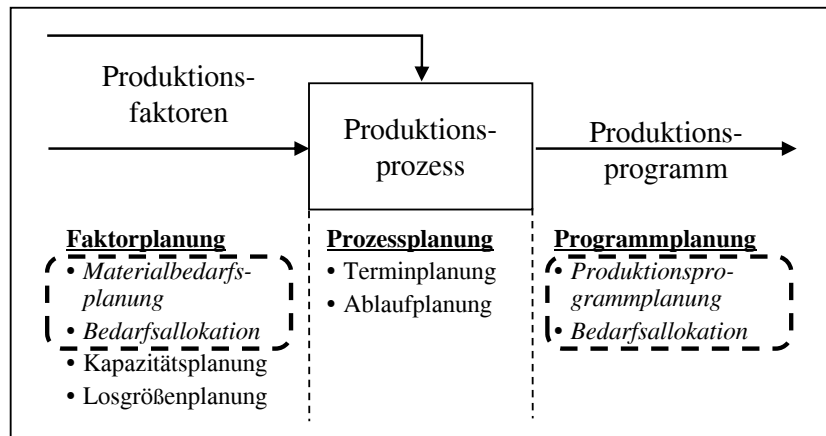 Produktions-
faktoren
Produktions-
prozess
Produktions-
programm
Faktorplanung
• Materialbedarfs-
planung
• Bedarfsallokation
• Kapazitätsplanung
• Losgrößenplanung
Prozessplanung
• Terminplanung
• Ablaufplanung
Programmplanung
• Produktionspro-
grammplanung
• Bedarfsallokation